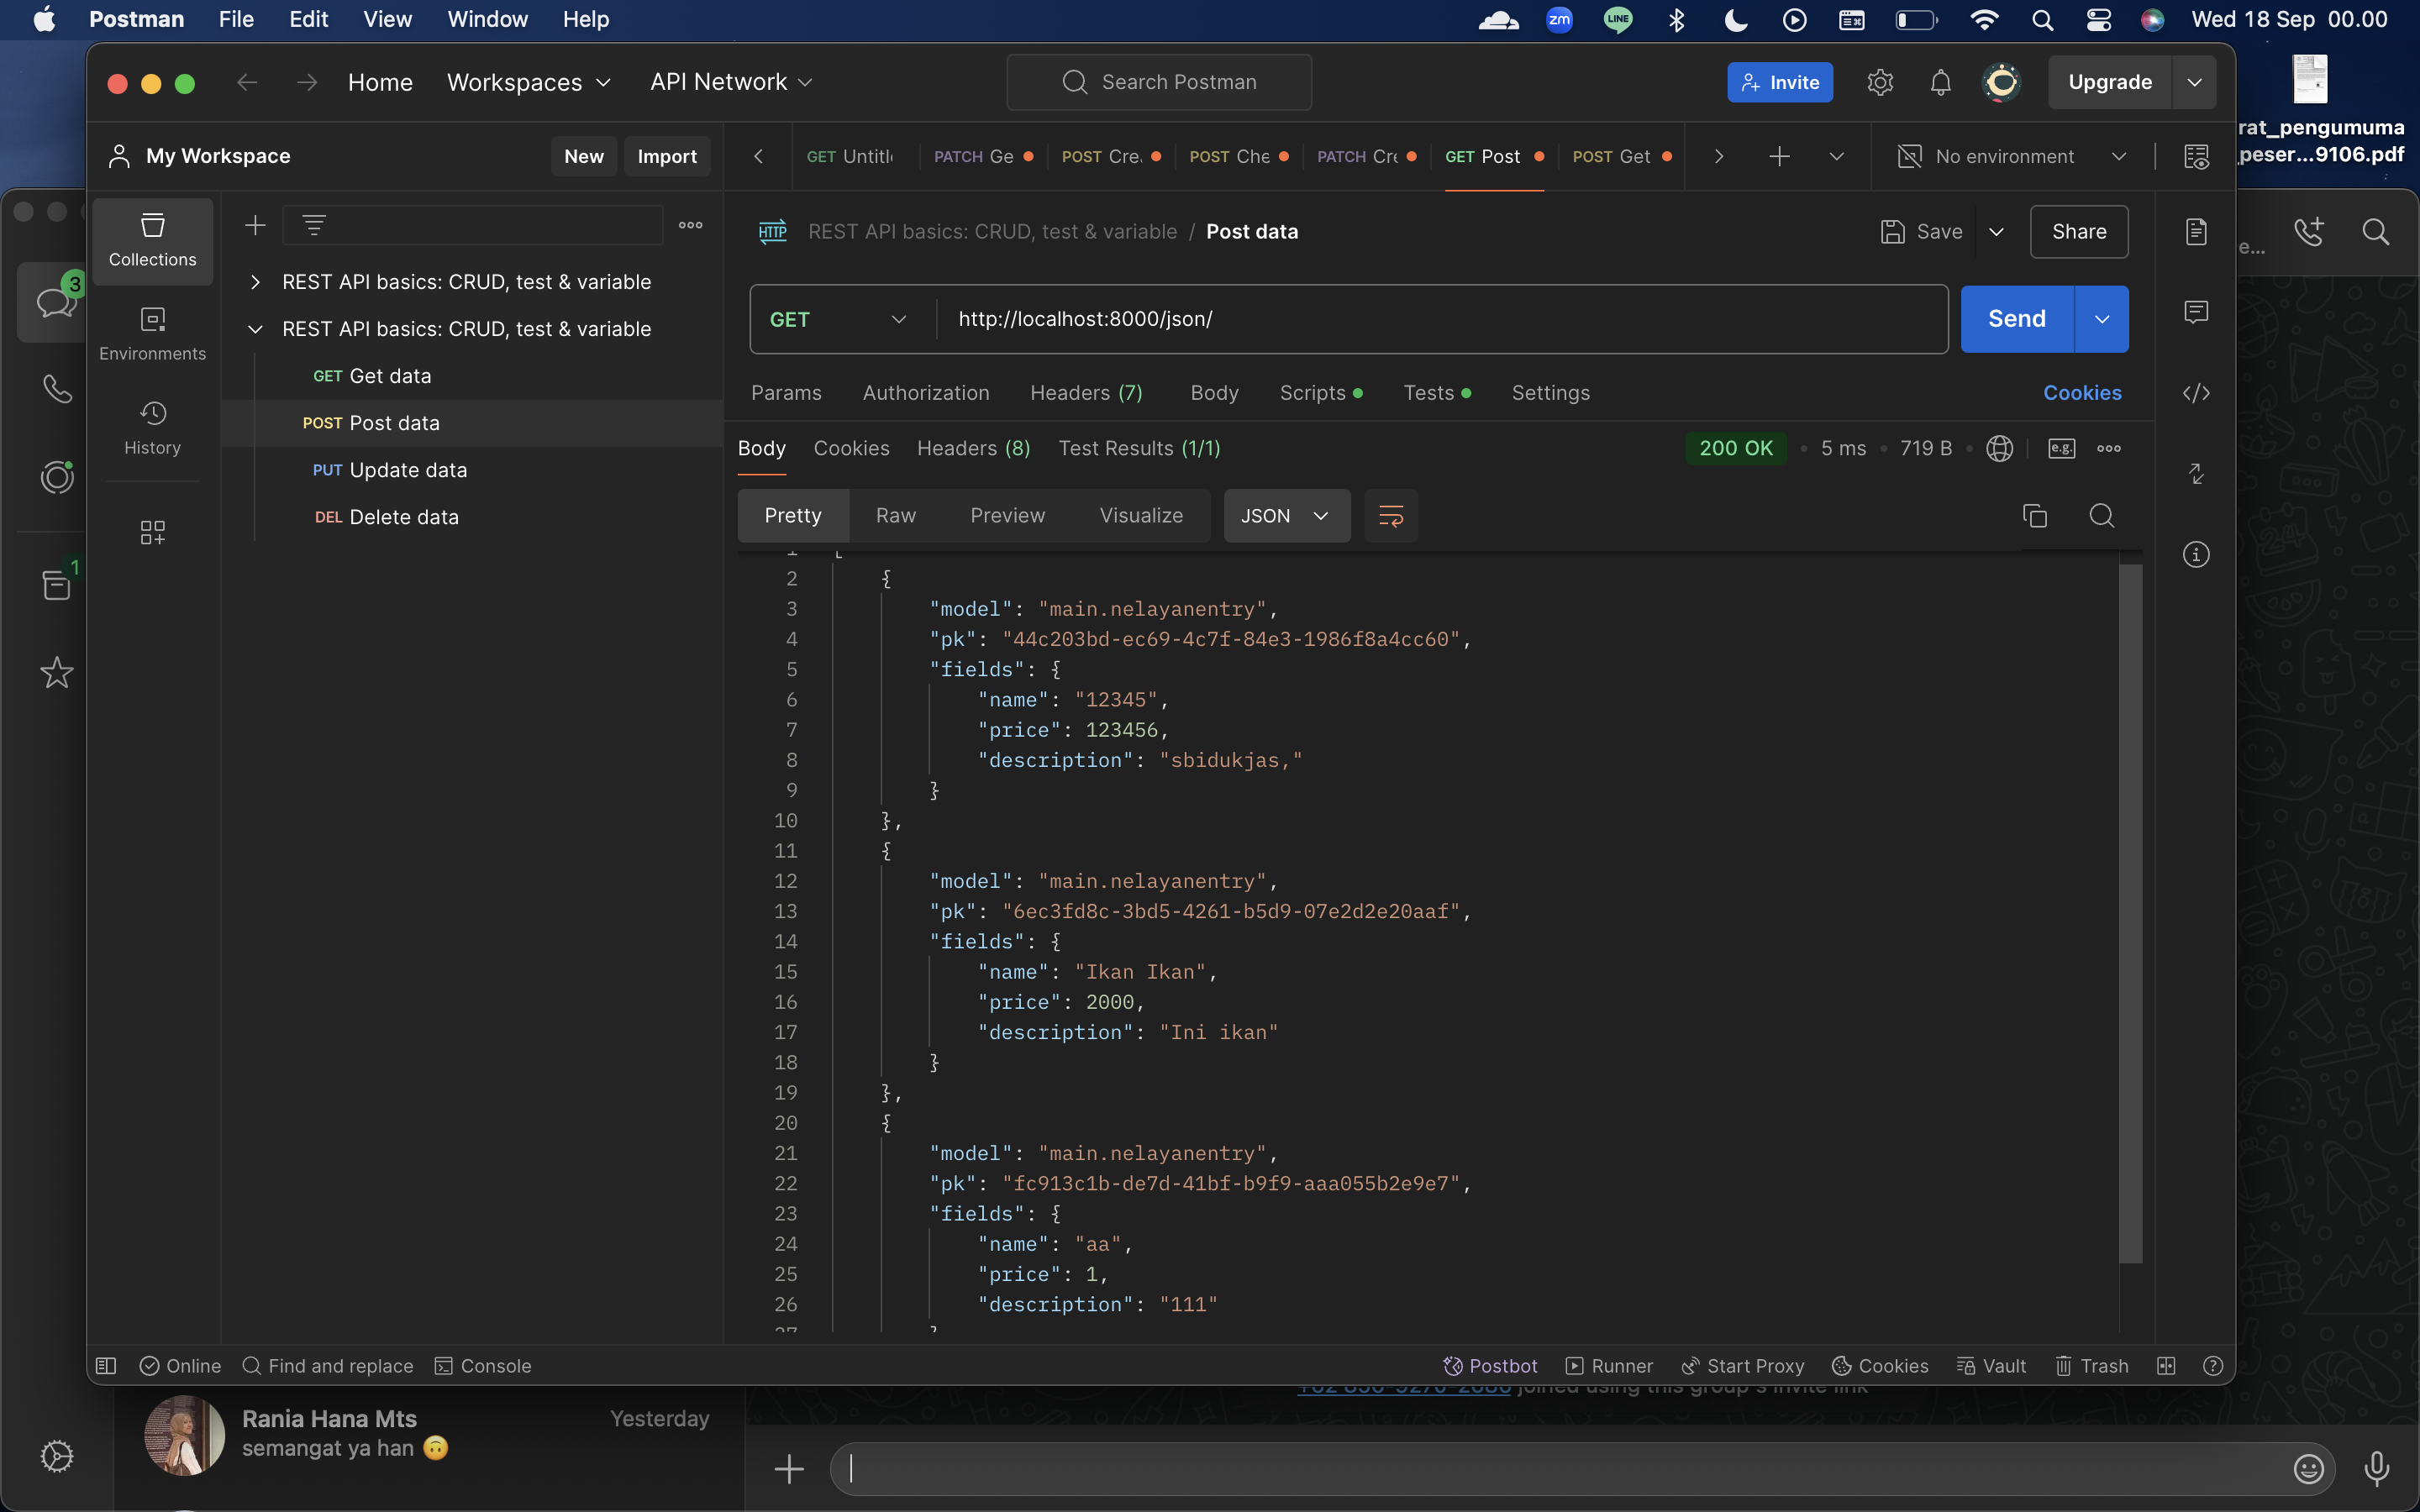 Postman File Edit View Window Help
zm LINE Wed 18 Sep 00.00
Home Workspaces API Network
Search Postman
Invite Upgrade
rat_pengumuma
peser...9106.pdf
My Workspace New Import
GET Untitl PATCH Ge POST Cre POST Che PATCH Cre GET Post POST Get
No environment
Collections
Environments
History
REST API basics: CRUD, test & variable
REST API basics: CRUD, test & variable
GET Get data
POST Post data
PUT Update data
DEL Delete data
3
1
HTTP REST API basics: CRUD, test & variable / Post data
Save Share
e...
GET http://localhost:8000/json/ Send
Params Authorization Headers (7) Body Scripts Tests Settings Cookies
Body Cookies Headers (8) Test Results (1/1) 200 OK 5 ms 719 B e.g.
Pretty Raw Preview Visualize JSON
1 [
2 {
3 "model": "main.nelayanentry",
4 "pk": "44c203bd-ec69-4c7f-84e3-1986f8a4cc60",
5 "fields": {
6 "name": "12345",
7 "price": 123456,
8 "description": "sbidukjas,"
9 }
10 },
11 {
12 "model": "main.nelayanentry",
13 "pk": "6ec3fd8c-3bd5-4261-b5d9-07e2d2e20aaf",
14 "fields": {
15 "name": "Ikan Ikan",
16 "price": 2000,
17 "description": "Ini ikan"
18 }
19 },
20 {
21 "model": "main.nelayanentry",
22 "pk": "fc913c1b-de7d-41bf-b9f9-aaa055b2e9e7",
23 "fields": {
24 "name": "aa",
25 "price": 1,
26 "description": "111"
27 }
Online Find and replace Console
Postbot Runner Start Proxy Cookies Vault Trash
joined using this group's invite link
Rania Hana Mts Yesterday
semangat ya han 🙃